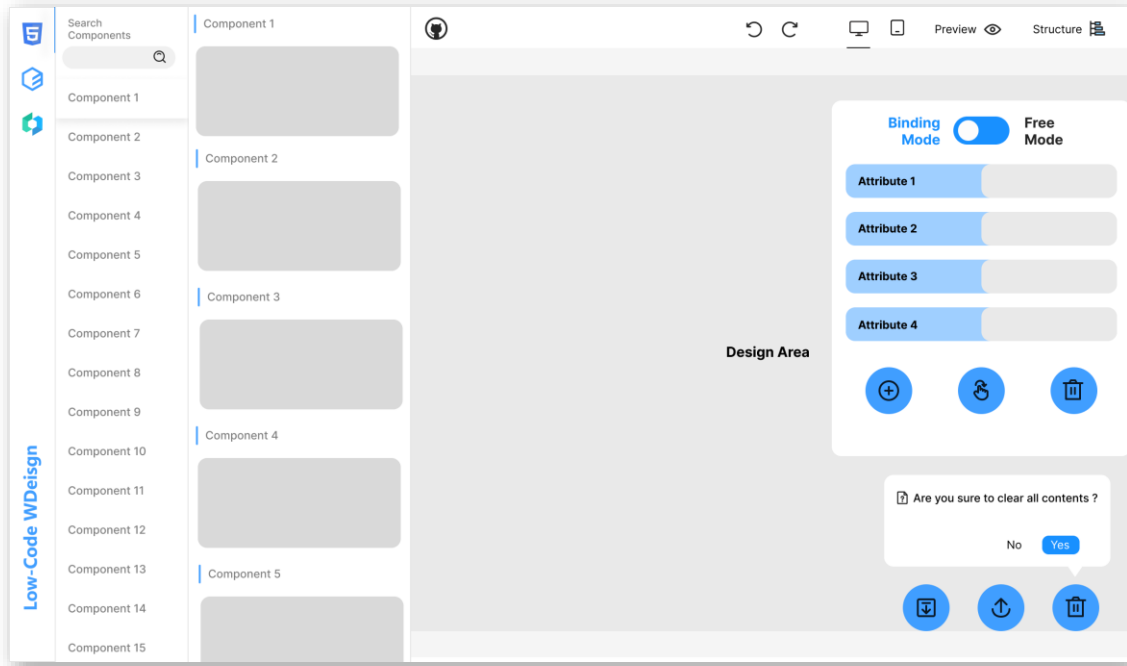 Low-Code WDeisgn
Search
Components
Component 1
Component 2
Component 3
Component 4
Component 5
Component 6
Component 7
Component 8
Component 9
Component 10
Component 11
Component 12
Component 13
Component 14
Component 15
Component 1
Component 2
Component 3
Component 4
Component 5
Preview
Structure
Design Area
Binding
Mode
Free
Mode
Attribute 1
Attribute 2
Attribute 3
Attribute 4
Are you sure to clear all contents ?
No
Yes